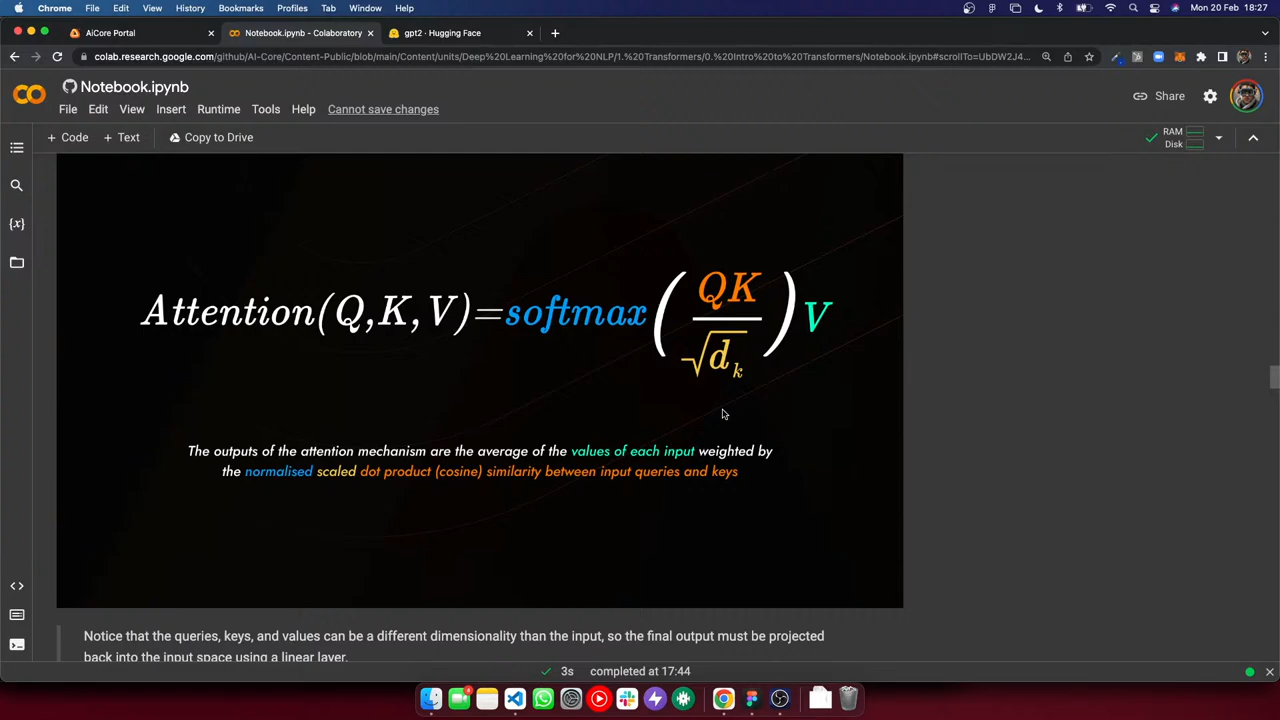 Chrome File Edit View History Bookmarks Profiles Tab Window Help Mon 20 Feb 18:27
AiCore Portal Notebook.ipynb - Colaboratory gpt2 · Hugging Face
colab.research.google.com/github/AI-Core/Content-Public/blob/main/Content/units/Deep%20Learning%20for%20NLP/1.%20Transformers/0.%20Intro%20to%20Transformers/Notebook.ipynb#scrollTo=UbDW2J4...
Notebook.ipynb
Share
File Edit View Insert Runtime Tools Help Cannot save changes
+ Code + Text Copy to Drive
RAM
Disk
Attention(Q,K,V)=softmax(QK/√d_k)V
The outputs of the attention mechanism are the average of the values of each input weighted by
the normalised scaled dot product (cosine) similarity between input queries and keys
Notice that the queries, keys, and values can be a different dimensionality than the input, so the final output must be projected
back into the input space using a linear layer.
3s completed at 17:44